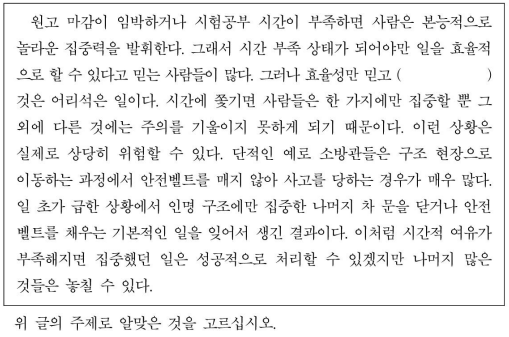 원고 마감이 임박하거나 시험공부 시간이 부족하면 사람은 본능적으로
놀라운 집중력을 발휘한다. 그래서 시간 부족 상태가 되어야만 일을 효율적
으로 할 수 있다고 믿는 사람들이 많다. 그러나 효율성만 믿고 (          )
것은 어리석은 일이다. 시간에 쫓기면 사람들은 한 가지에만 집중할 뿐 그
외에 다른 것에는 주의를 기울이지 못하게 되기 때문이다. 이런 상황은
실제로 상당히 위험할 수 있다. 단적인 예로 소방관들은 구조 현장으로
이동하는 과정에서 안전벨트를 매지 않아 사고를 당하는 경우가 매우 많다.
일 초가 급한 상황에서 인명 구조에만 집중한 나머지 차 문을 닫거나 안전
벨트를 채우는 기본적인 일을 잊어서 생긴 결과이다. 이처럼 시간적 여유가
부족해지면 집중했던 일은 성공적으로 처리할 수 있겠지만 나머지 많은
것들은 놓칠 수 있다.
위 글의 주제로 알맞은 것을 고르십시오.